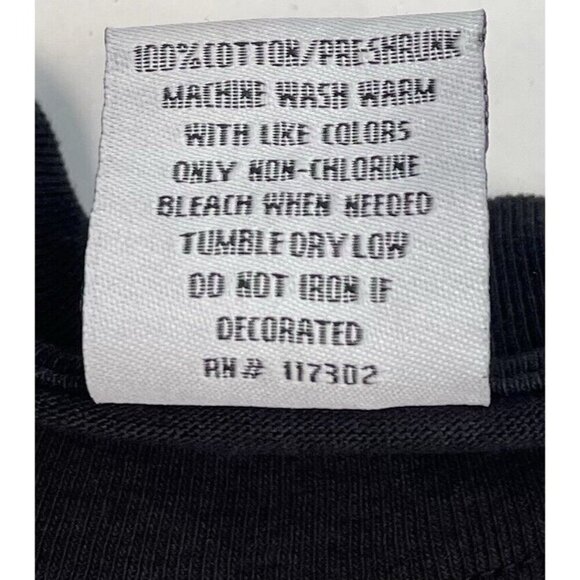 100% COTTON/PRE-SHRUNK
MACHINE WASH WARM
WITH LIKE COLORS
ONLY NON-CHLORINE
BLEACH WHEN NEEDED
TUMBLE DRY LOW
DO NOT IRON IF
DECORATED
RN# 117302